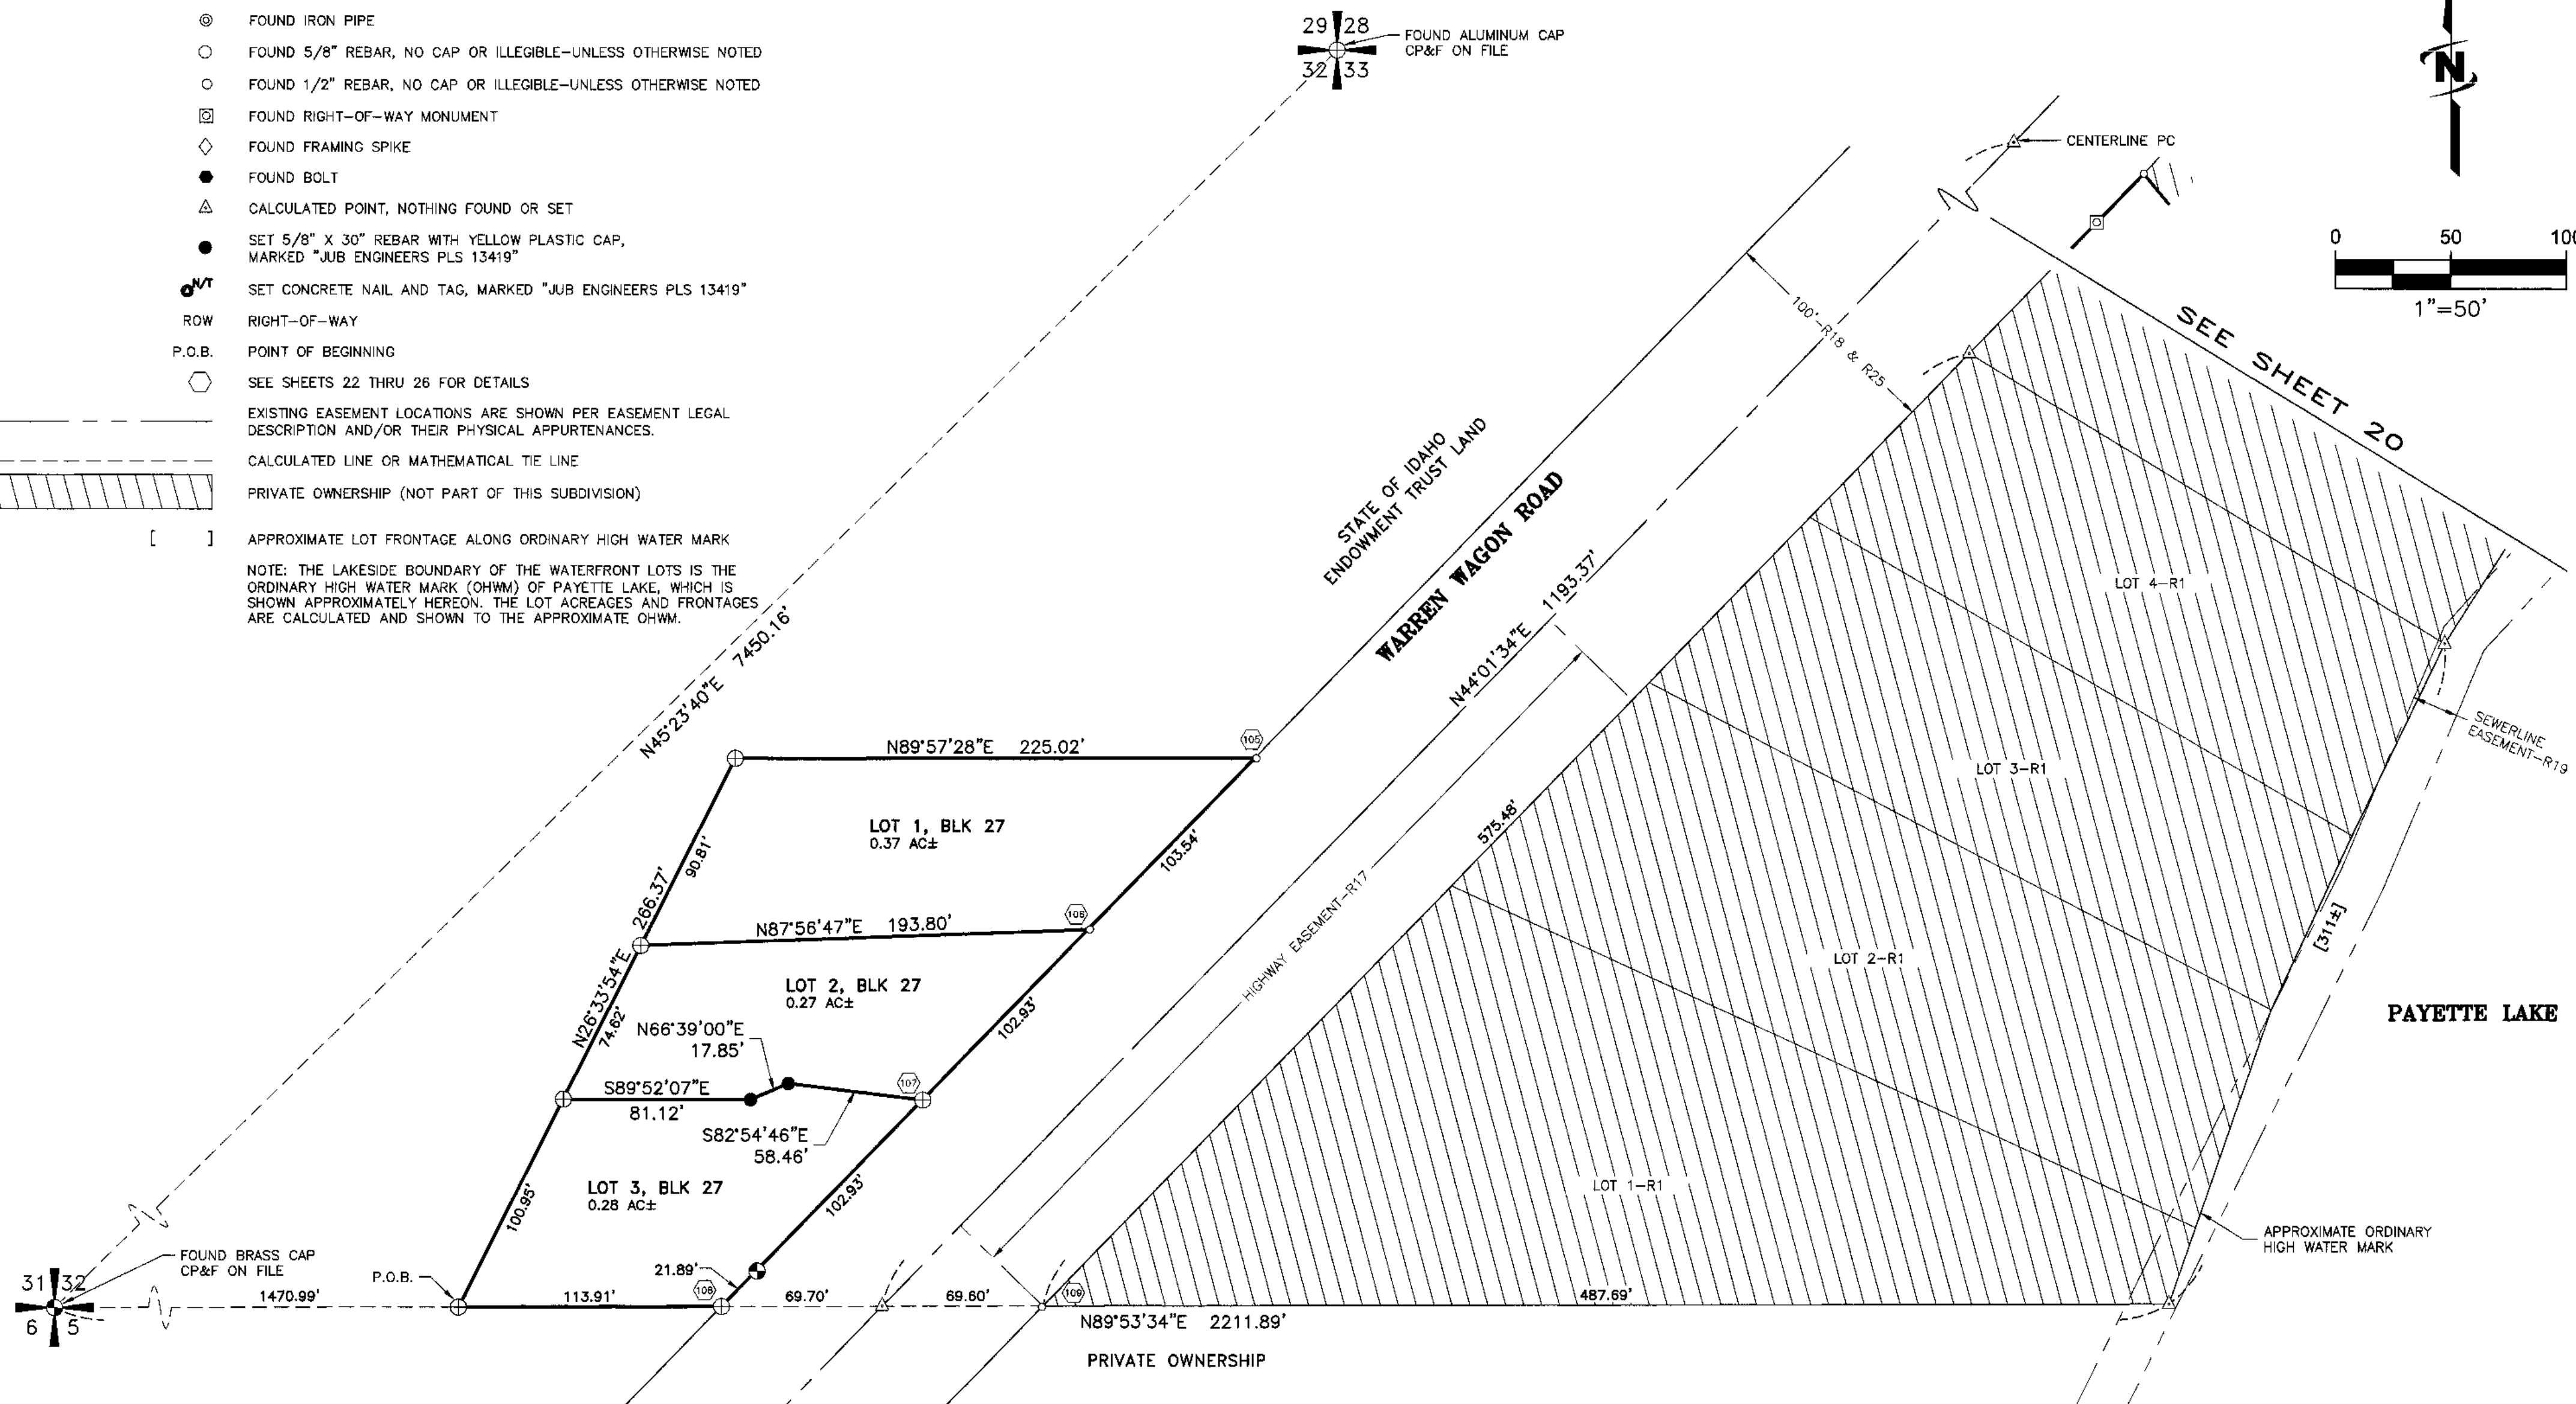 FOUND IRON PIPE
FOUND 5/8" REBAR, NO CAP OR ILLEGIBLE-UNLESS OTHERWISE NOTED
FOUND 1/2" REBAR, NO CAP OR ILLEGIBLE-UNLESS OTHERWISE NOTED
FOUND RIGHT-OF-WAY MONUMENT
FOUND FRAMING SPIKE
FOUND BOLT
CALCULATED POINT, NOTHING FOUND OR SET
SET 5/8" X 30" REBAR WITH YELLOW PLASTIC CAP,
MARKED "JUB ENGINEERS PLS 13419"
N/T SET CONCRETE NAIL AND TAG, MARKED "JUB ENGINEERS PLS 13419"
ROW RIGHT-OF-WAY
P.O.B. POINT OF BEGINNING
SEE SHEETS 22 THRU 26 FOR DETAILS
EXISTING EASEMENT LOCATIONS ARE SHOWN PER EASEMENT LEGAL
DESCRIPTION AND/OR THEIR PHYSICAL APPURTENANCES.
CALCULATED LINE OR MATHEMATICAL TIE LINE
PRIVATE OWNERSHIP (NOT PART OF THIS SUBDIVISION)
[ ] APPROXIMATE LOT FRONTAGE ALONG ORDINARY HIGH WATER MARK
NOTE: THE LAKESIDE BOUNDARY OF THE WATERFRONT LOTS IS THE
ORDINARY HIGH WATER MARK (OHWM) OF PAYETTE LAKE, WHICH IS
SHOWN APPROXIMATELY HEREON. THE LOT ACREAGES AND FRONTAGES
ARE CALCULATED AND SHOWN TO THE APPROXIMATE OHWM.
29 28
32 33
FOUND ALUMINUM CAP
CP&F ON FILE
N
CENTERLINE PC
0 50 100
1"=50'
SEE SHEET 20
100'-R18 & R25
STATE OF IDAHO
ENDOWMENT TRUST LAND
WARREN WAGON ROAD
N44°01'34"E 1193.37'
HIGHWAY EASEMENT-R17
575.48'
LOT 4-R1
LOT 3-R1
LOT 2-R1
LOT 1-R1
SEWERLINE
EASEMENT-R19
[311±]
PAYETTE LAKE
APPROXIMATE ORDINARY
HIGH WATER MARK
N45°23'40"E 7450.16'
N89°57'28"E 225.02'
105
LOT 1, BLK 27
0.37 AC±
90.81'
103.54'
N26°33'54"E 266.37'
N87°56'47"E 193.80'
106
LOT 2, BLK 27
0.27 AC±
74.62'
102.93'
N66°39'00"E
17.85'
107
S89°52'07"E
81.12'
S82°54'46"E
58.46'
LOT 3, BLK 27
0.28 AC±
100.95'
102.93'
21.89'
FOUND BRASS CAP
CP&F ON FILE
31 32
6 5
P.O.B.
1470.99'
113.91'
108
69.70'
69.60'
109
487.69'
N89°53'34"E 2211.89'
PRIVATE OWNERSHIP